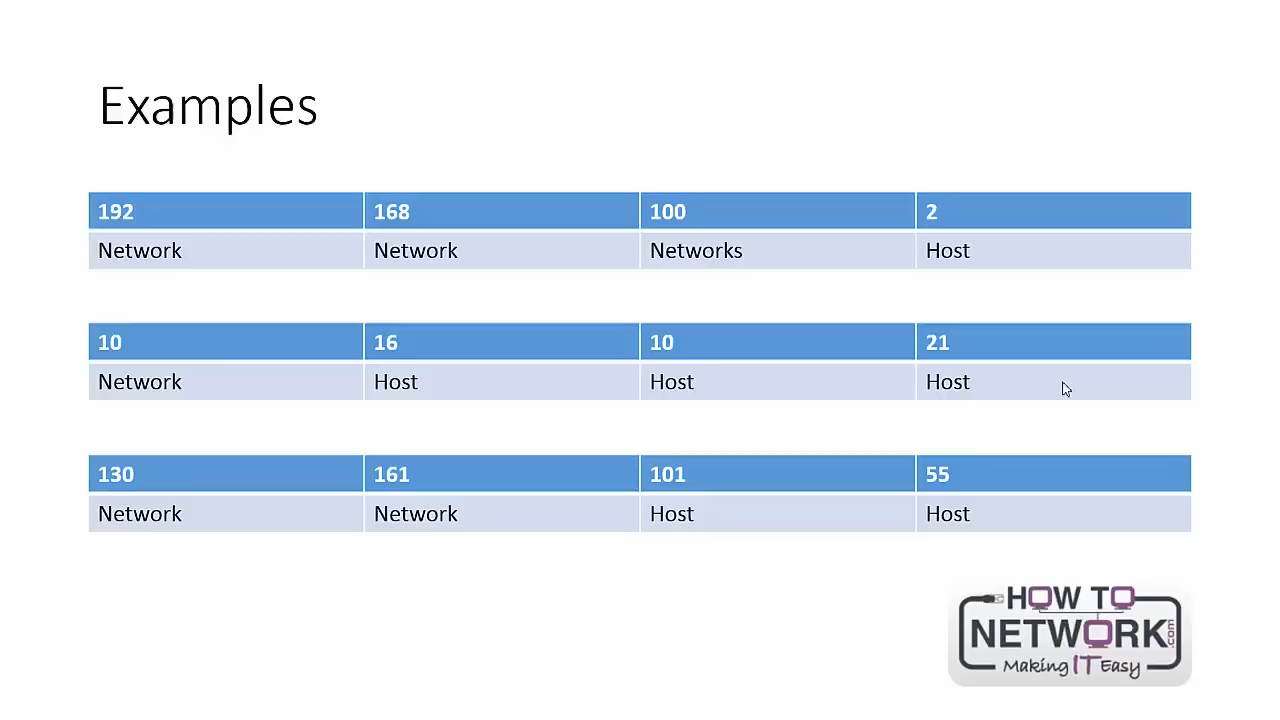 Examples
192 168 100 2
Network Network Networks Host
10 16 10 21
Network Host Host Host
130 161 101 55
Network Network Host Host
HOW TO
NETWORK.com
Making IT Easy